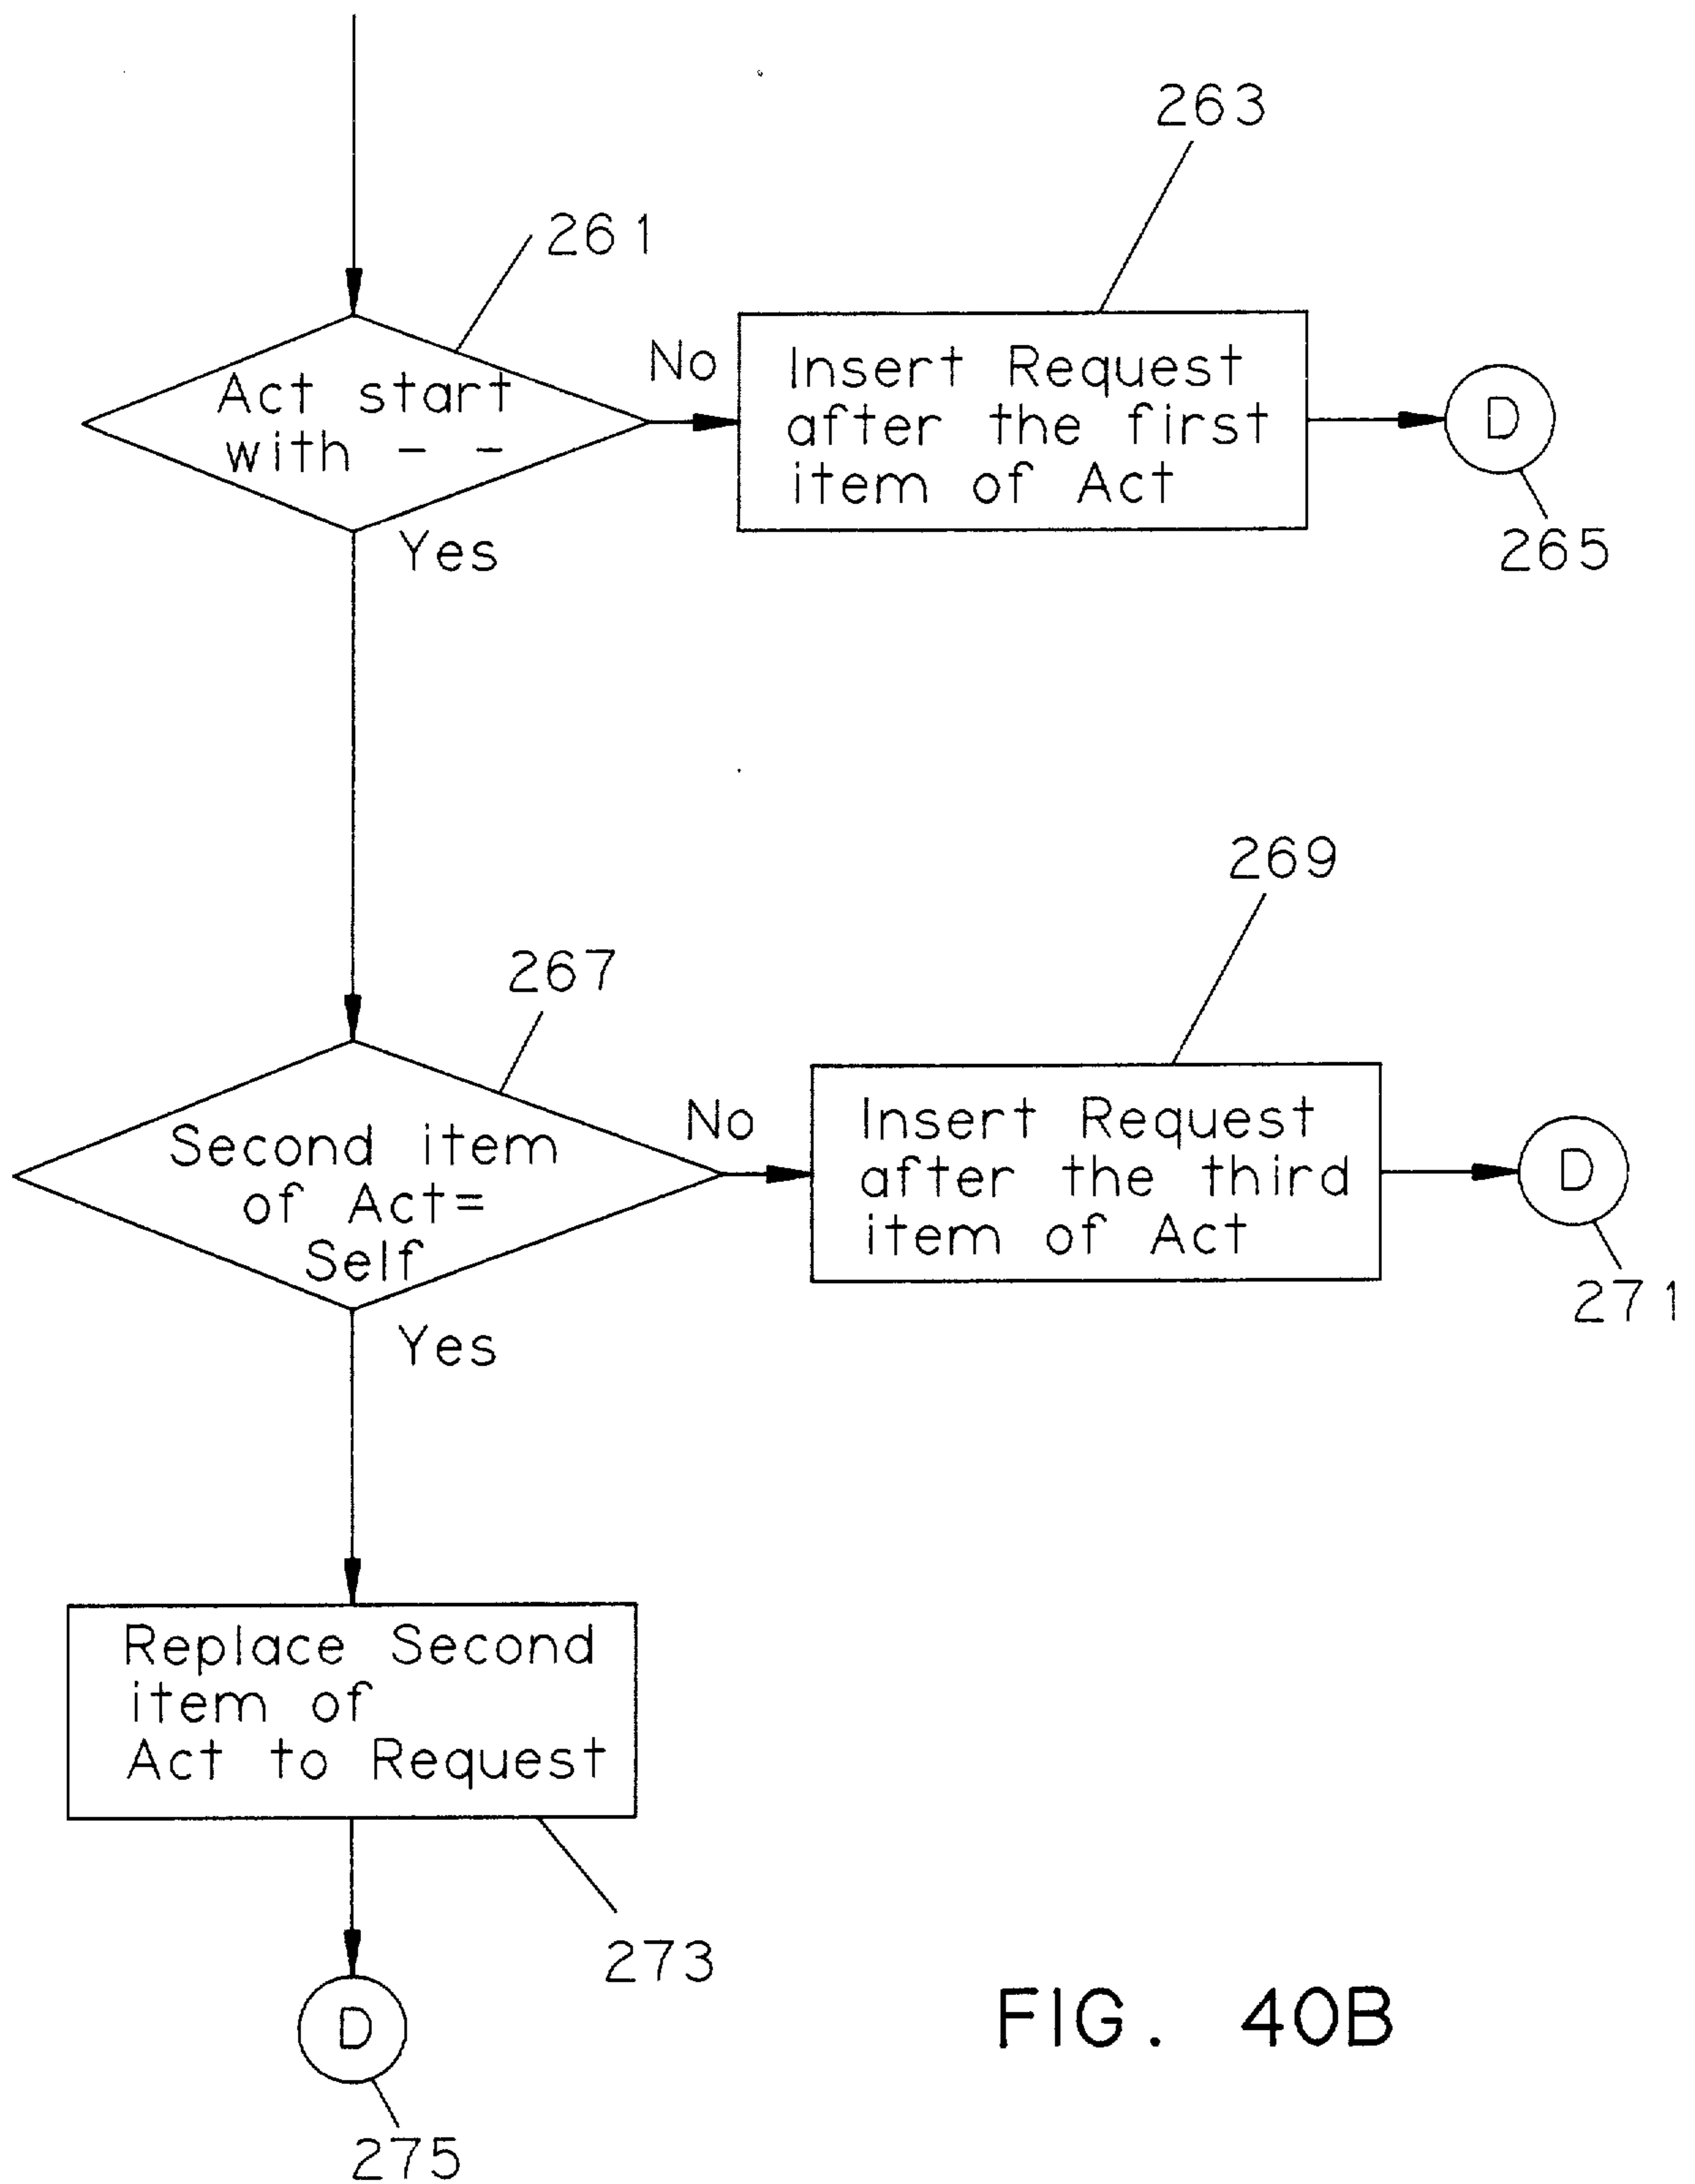 263
261
No
Insert Request
after the first
item of Act
Act start
with - -
D
Yes
265
269
267
No
Insert Request
after the third
item of Act
Second item
of Act=
Self
D
271
Yes
Replace Second
item of
Act to Request
273
D
275
FIG. 40B